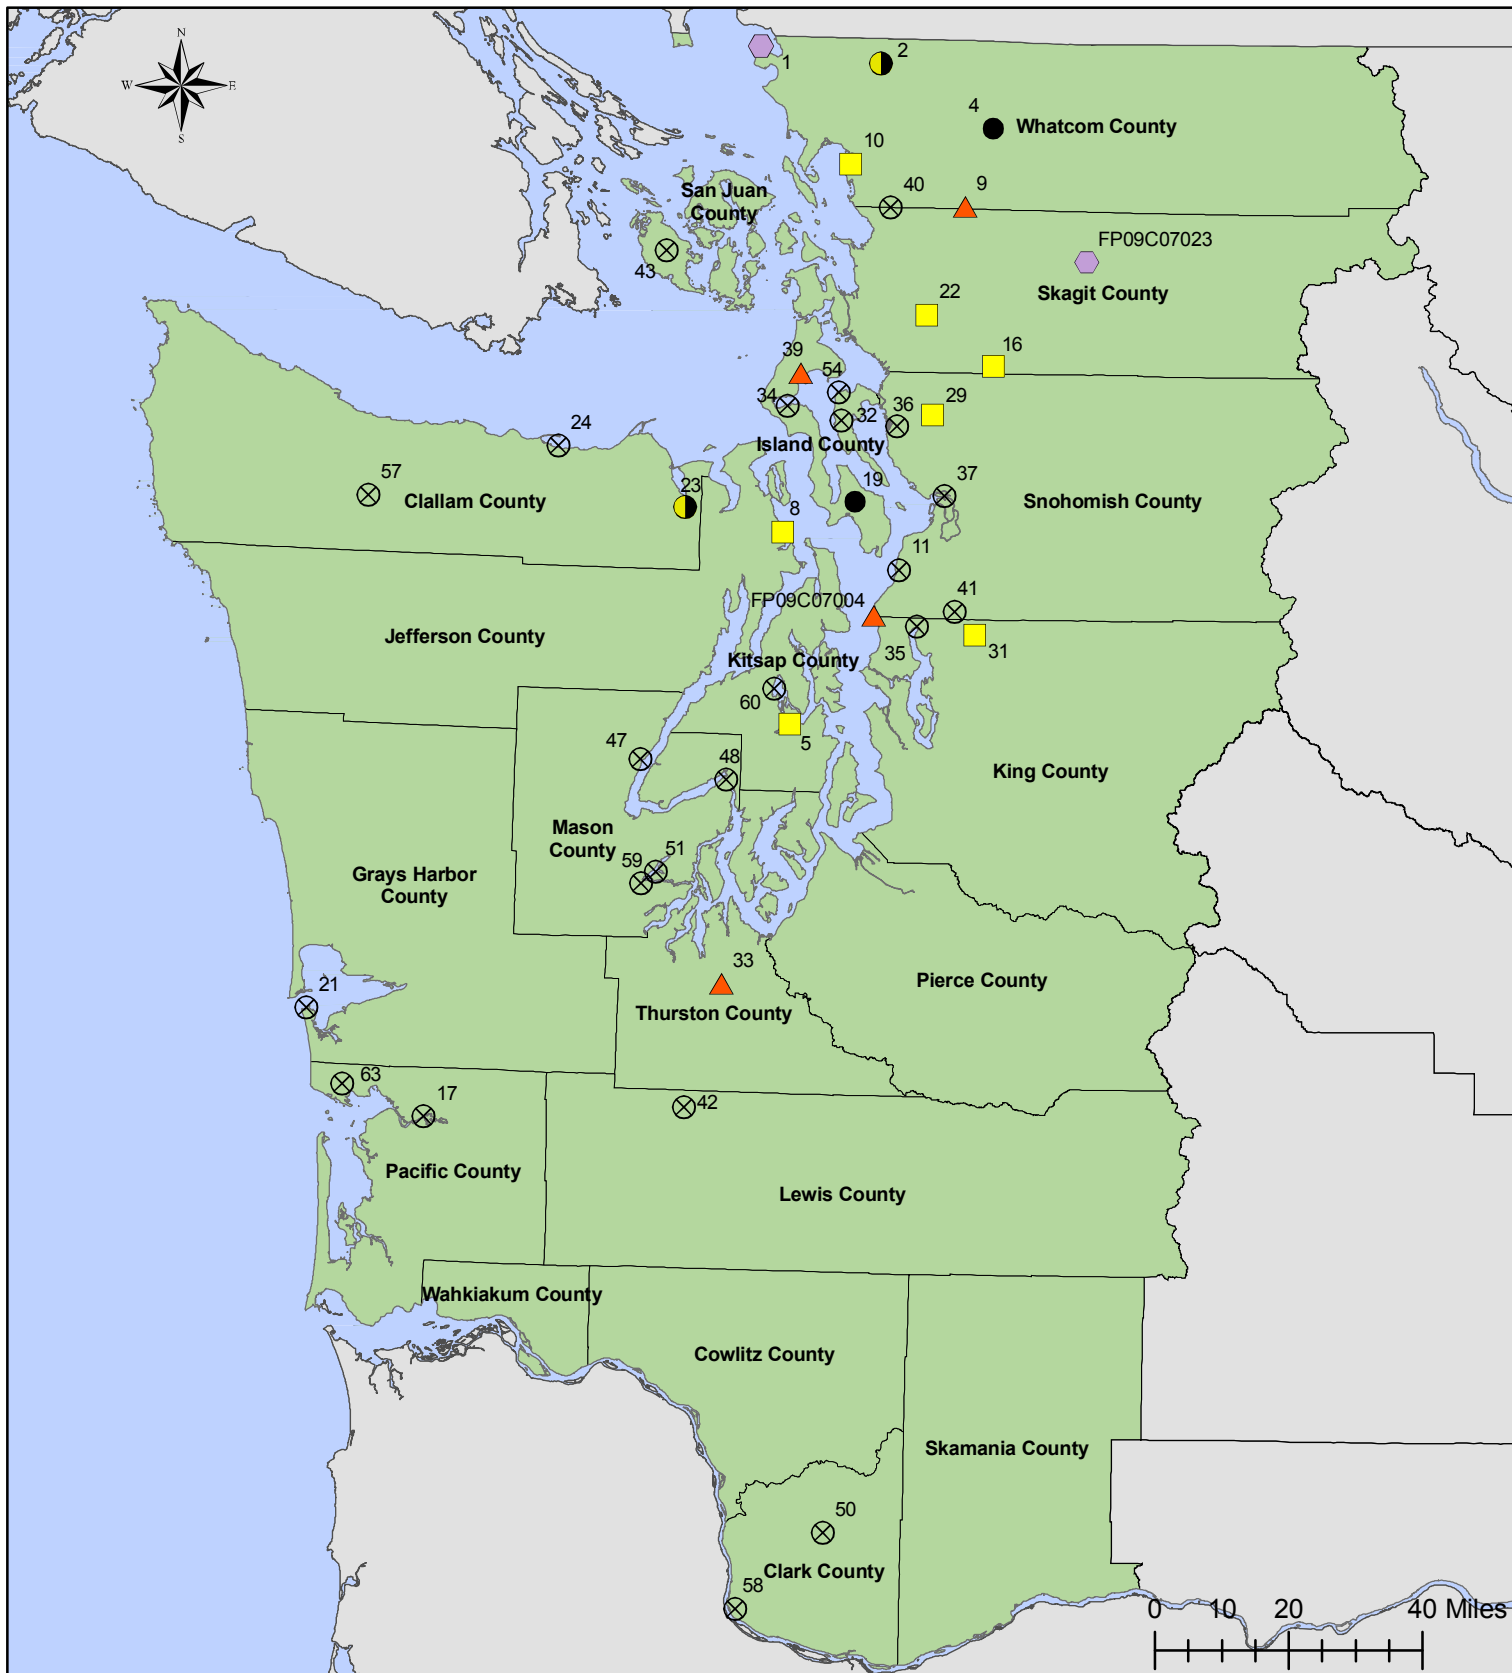 N
W
E
S
1
2
4
Whatcom County
10
San Juan
County
40
9
43
FP09C07023
Skagit County
22
16
39
54
34
32
36
29
24
Island County
57
Clallam County
23
19
37
Snohomish County
8
11
FP09C07004
41
Jefferson County
35
31
Kitsap County
60
5
47
48
King County
Mason
County
51
59
Grays Harbor
County
33
Pierce County
21
Thurston County
63
17
42
Pacific County
Lewis County
Wahkiakum County
Cowlitz County
Skamania County
50
Clark County
58
0 10 20 40 Miles